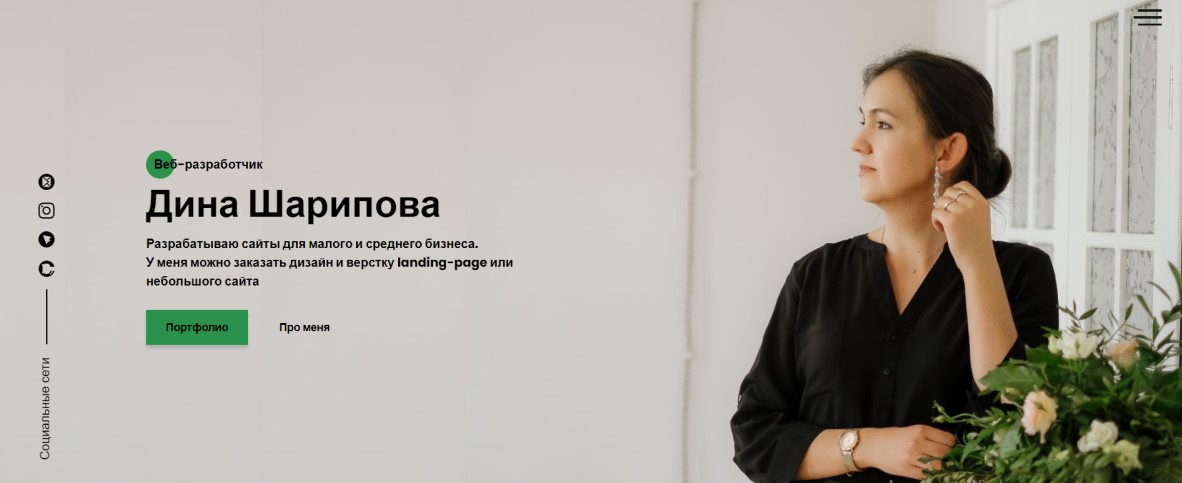 Веб-разработчик
Дина Шарипова
Разрабатываю сайты для малого и среднего бизнеса.
У меня можно заказать дизайн и верстку landing-page или
небольшого сайта
Портфолио
Про меня
Социальные сети